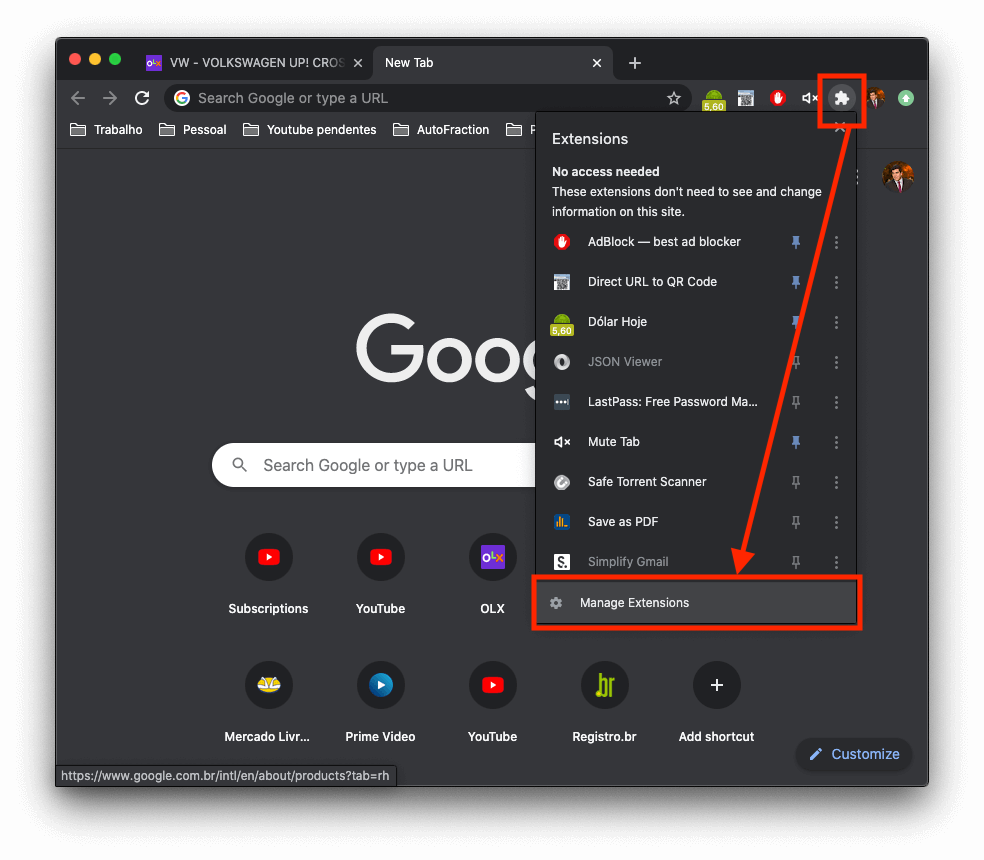 VW - VOLKSWAGEN UP! CROS
New Tab
Search Google or type a URL
5,60
Trabalho
Pessoal
Youtube pendentes
AutoFraction
Extensions
No access needed
These extensions don't need to see and change
information on this site.
AdBlock — best ad blocker
Direct URL to QR Code
5,60
Dólar Hoje
JSON Viewer
LastPass: Free Password Ma...
Mute Tab
Safe Torrent Scanner
Save as PDF
S.
Simplify Gmail
Manage Extensions
Goog
Search Google or type a URL
OLX
Subscriptions
YouTube
OLX
.br
Mercado Livr...
Prime Video
YouTube
Registro.br
Add shortcut
Customize
https://www.google.com.br/intl/en/about/products?tab=rh